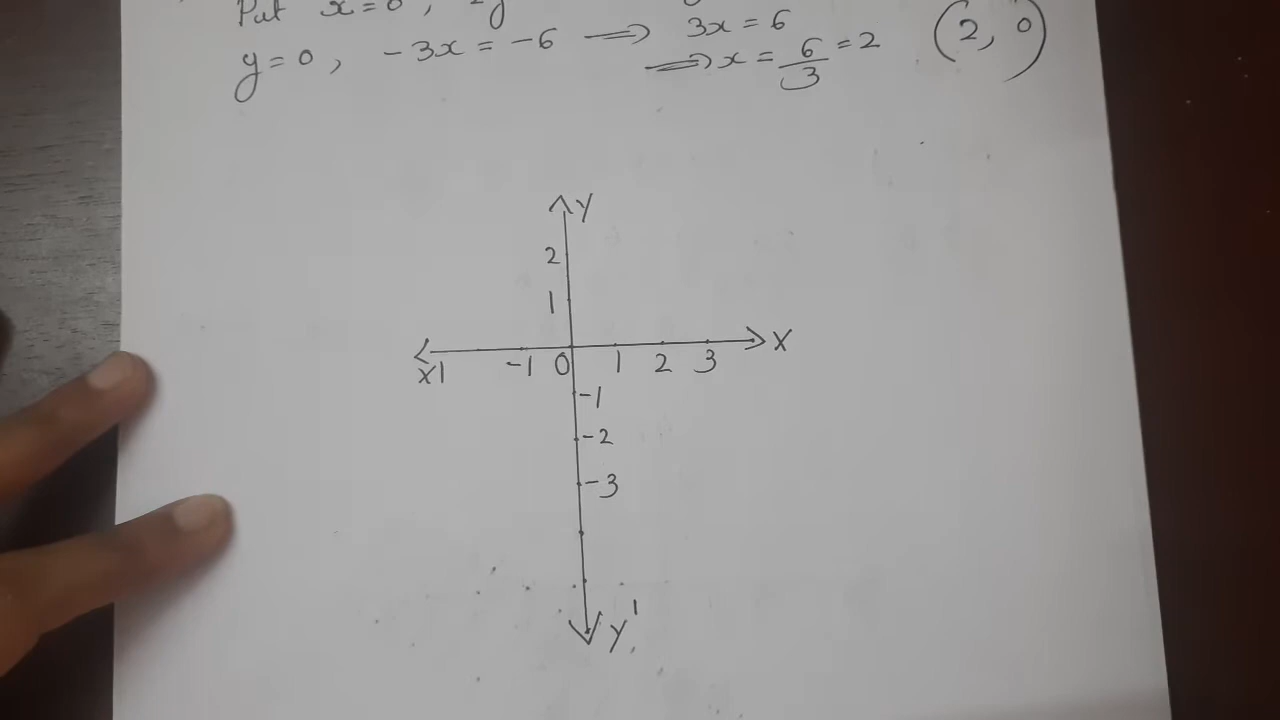 Put x = 0 ,
y = 0 , - 3x = - 6 ⟹ 3x = 6
⟹ x = 6/3 = 2 (2, 0)
Y
2
1
X
X1 -1 0 1 2 3
-1
-2
-3
Y'